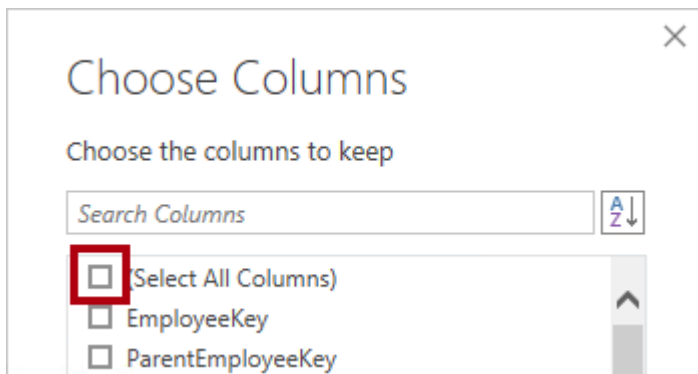 Choose Columns
Choose the columns to keep
Search Columns
A
Z
(Select All Columns)
EmployeeKey
ParentEmployeeKey